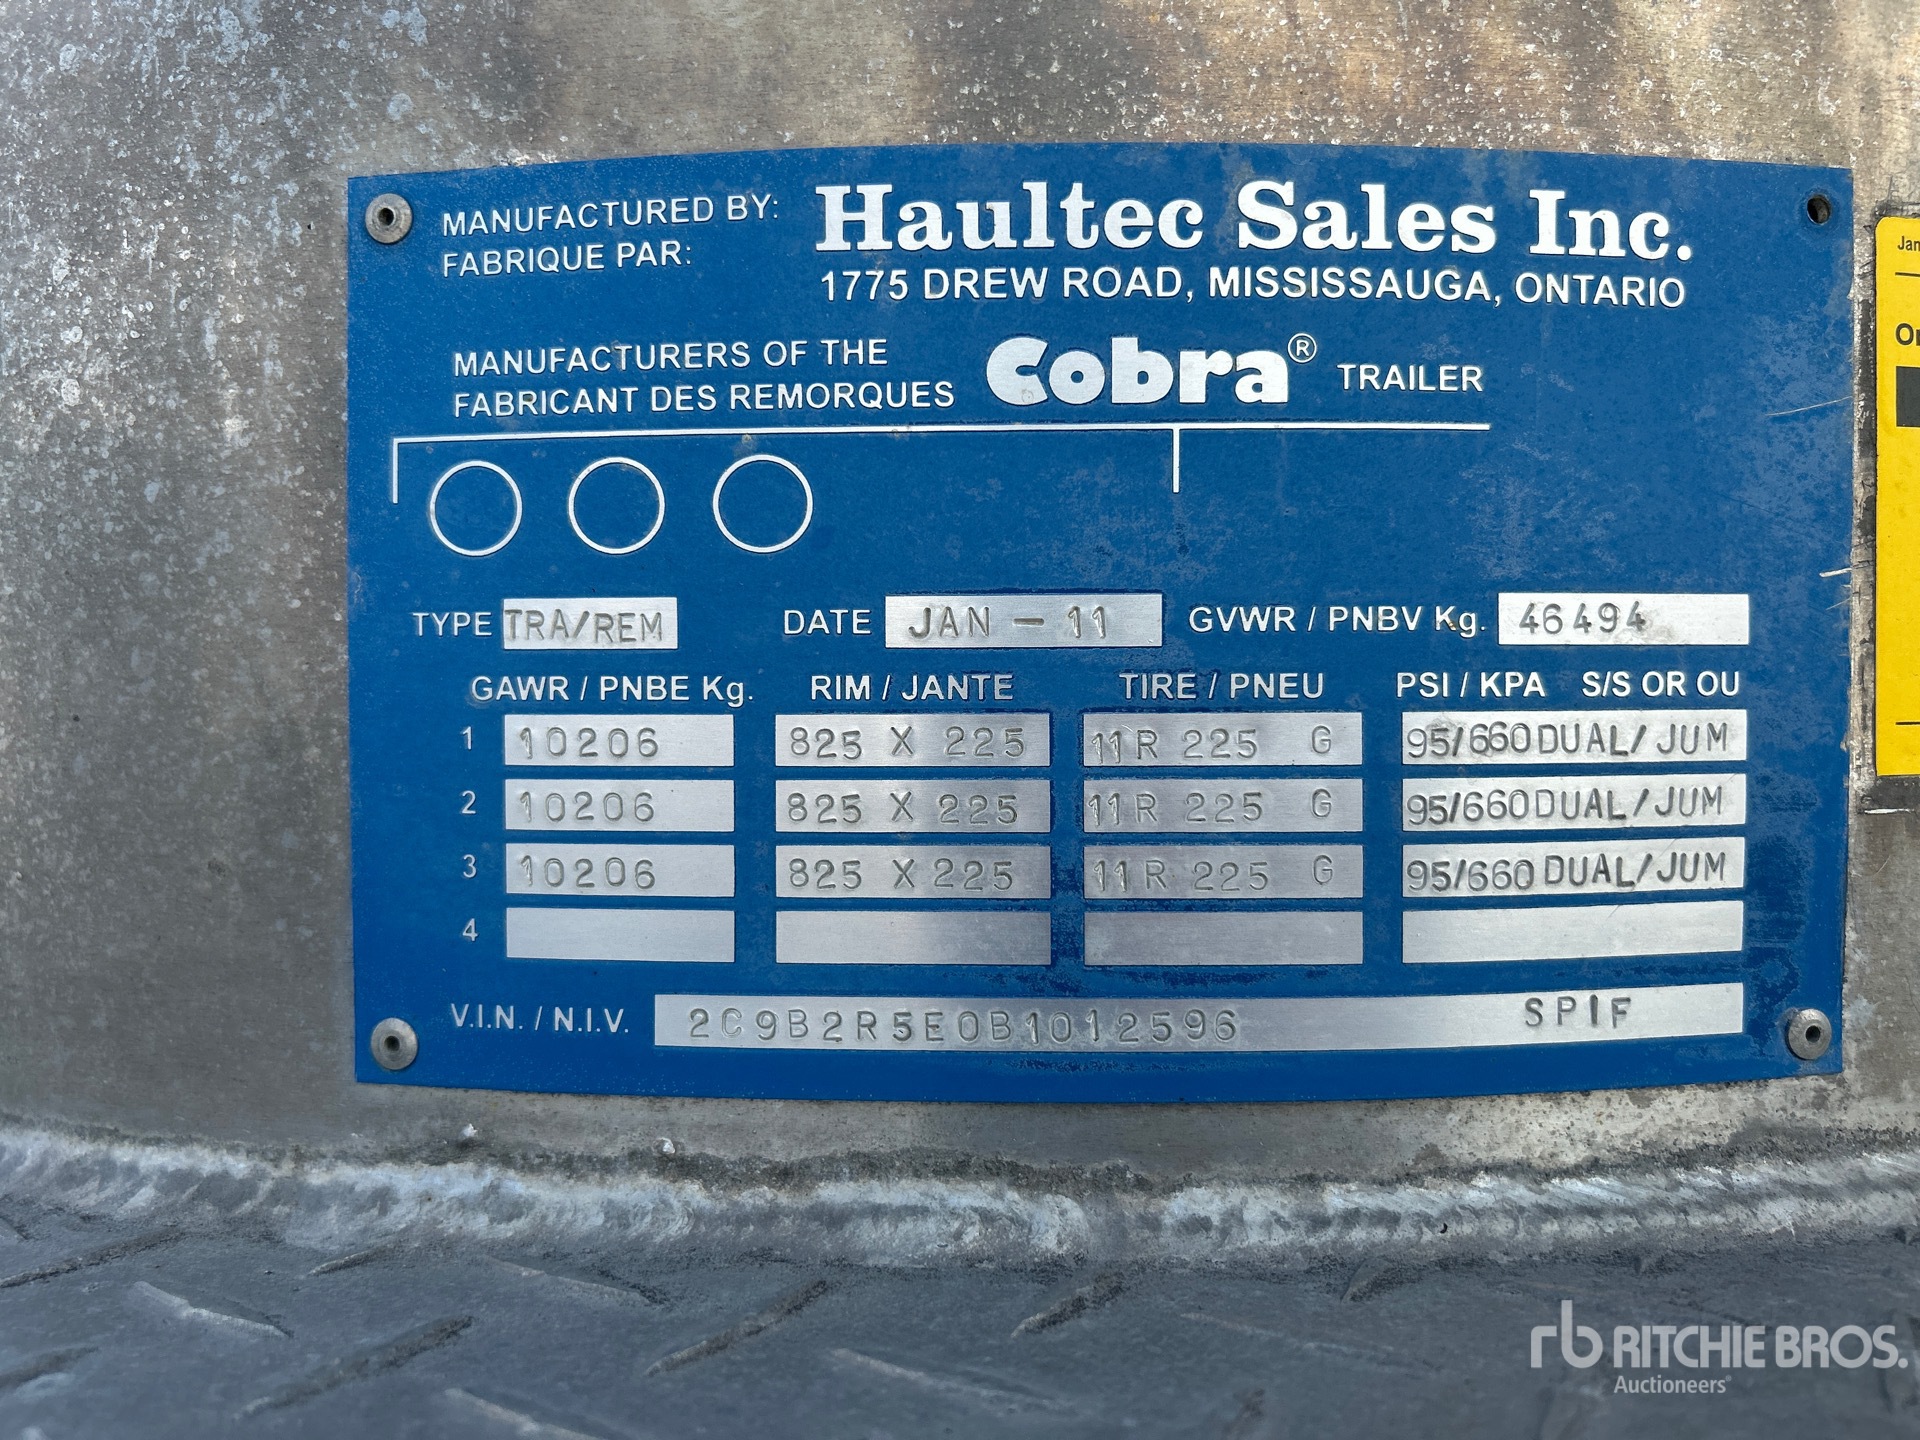 MANUFACTURED BY: Haultec Sales Inc.
FABRIQUE PAR: 1775 DREW ROAD, MISSISSAUGA, ONTARIO
MANUFACTURERS OF THE
FABRICANT DES REMORQUES Cobra® TRAILER
TYPE TRA/REM DATE JAN - 11 GVWR / PNBV Kg. 46494
GAWR / PNBE Kg. RIM / JANTE TIRE / PNEU PSI / KPA S/S OR OU
1 10206 825 X 225 11R 225 G 95/660 DUAL/JUM
2 10206 825 X 225 11R 225 G 95/660 DUAL/JUM
3 10206 825 X 225 11R 225 G 95/660 DUAL/JUM
4
V.I.N. / N.I.V. 2C9B2R5E0B1012596 SPIF
Jan
rb RITCHIE BROS.
Auctioneers